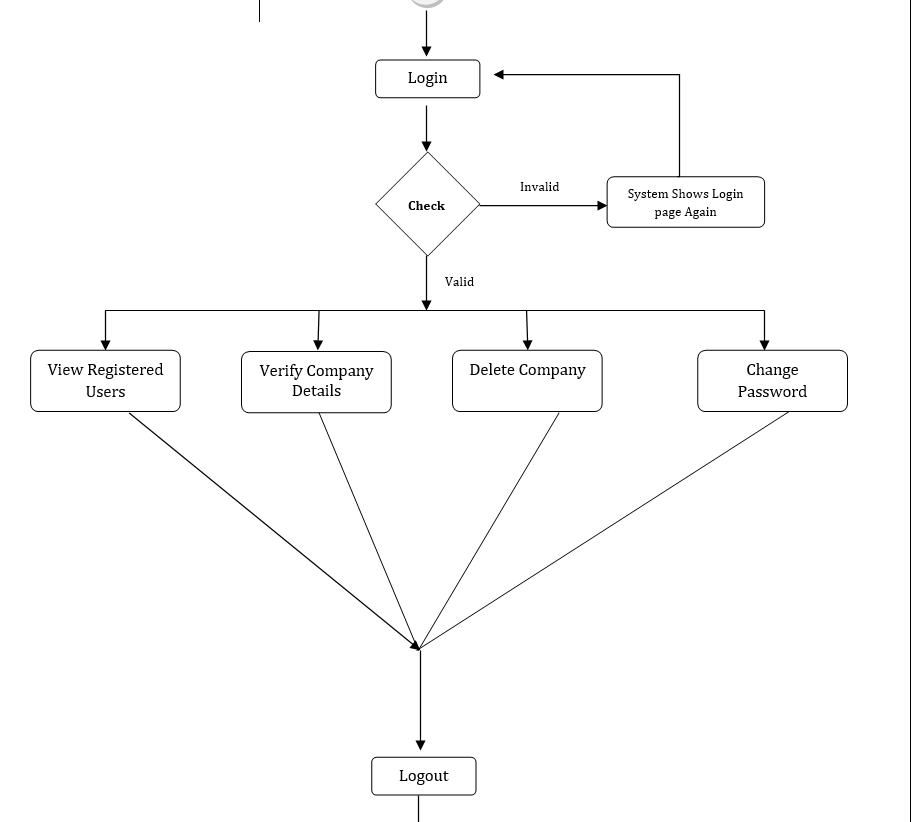 Login
Invalid
System Shows Login
page Again
Check
Valid
View Registered
Users
Verify Company
Details
Delete Company
Change
Password
Logout